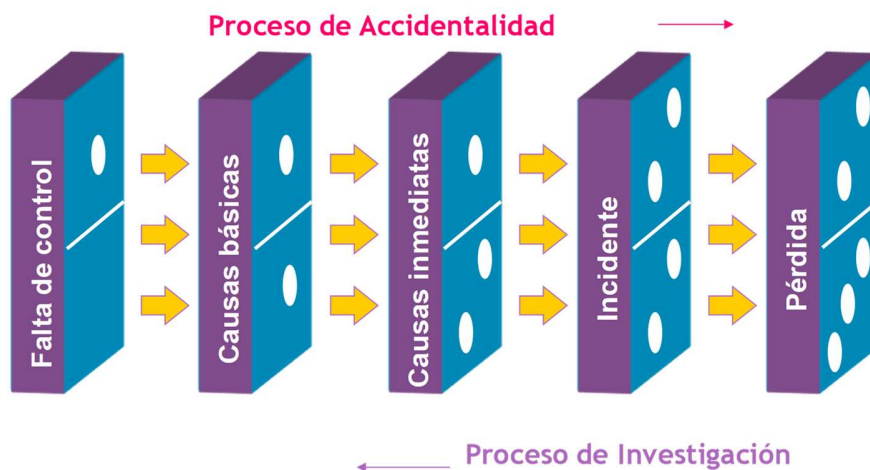 Proceso de Accidentalidad
Falta de control
Causas básicas
Causas inmediatas
Incidente
Pérdida
Proceso de Investigación